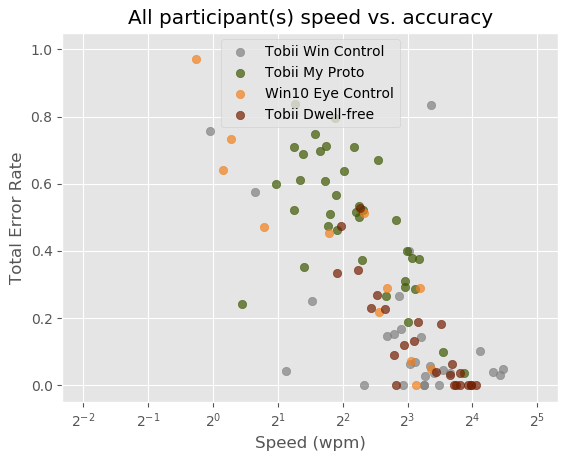 All participant(s) speed vs. accuracy
Tobii Win Control
Tobii My Proto
Win10 Eye Control
Tobii Dwell-free
Total Error Rate
1.0
0.8
0.6
0.4
0.2
0.0
2^-2 2^-1 2^0 2^1 2^2 2^3 2^4 2^5
Speed (wpm)